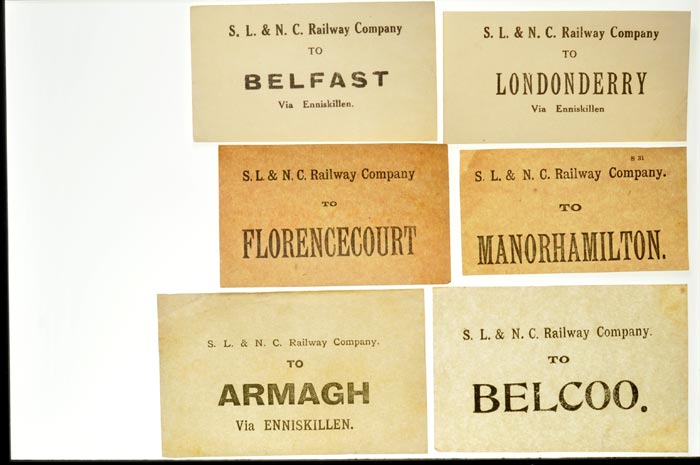 S. L. & N. C. Railway Company
TO
BELFAST
Via Enniskillen.
S. L. & N. C. Railway Company
TO
LONDONDERRY
Via Enniskillen
S. L. & N. C. Railway Company
TO
FLORENCECOURT
S 31
S. L. & N. C. Railway Company.
TO
MANORHAMILTON.
S. L. & N. C. Railway Company.
TO
ARMAGH
Via ENNISKILLEN.
S. L. & N. C. Railway Company.
TO
BELCOO.